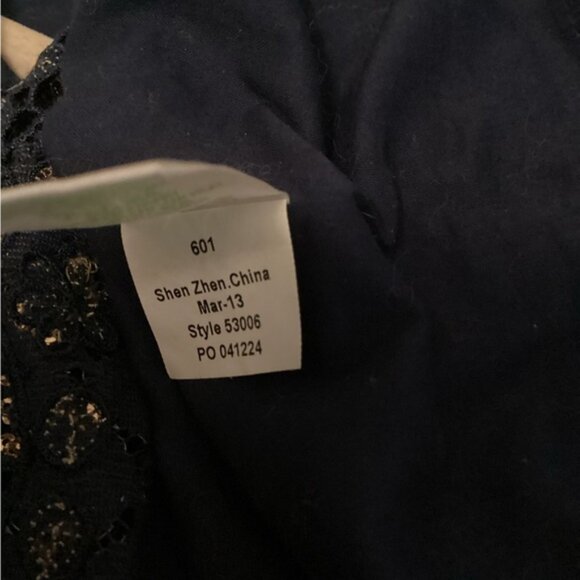 601
Shen Zhen.China
Mar-13
Style 53006
PO 041224